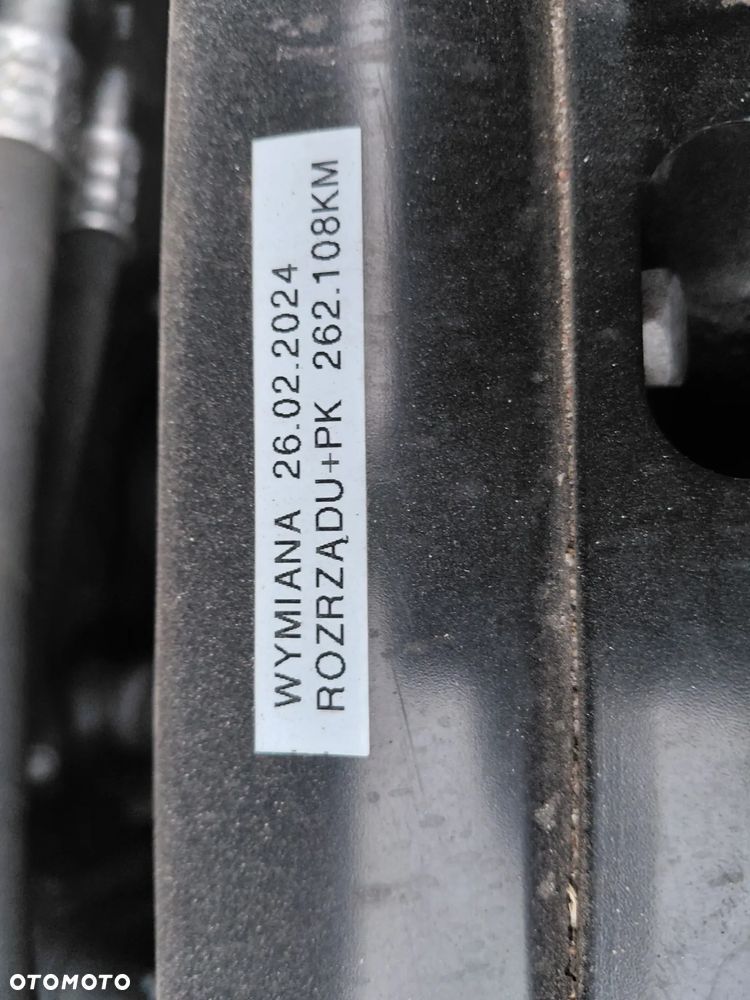 WYMIANA 26.02.2024
ROZRZĄDU+PK 262.108KM
OTOMOTO